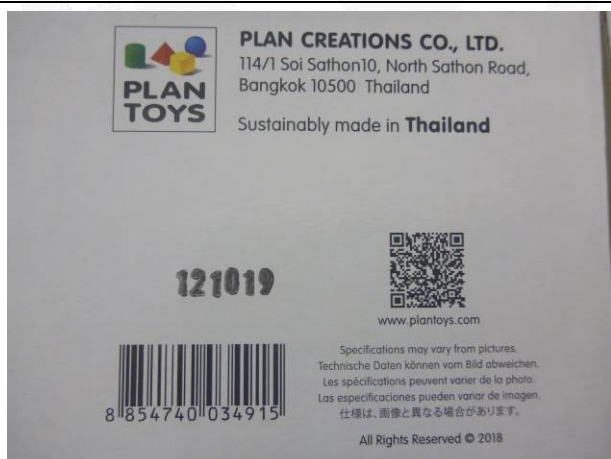 PLAN CREATIONS CO., LTD.
114/1 Soi Sathon10, North Sathon Road,
Bangkok 10500 Thailand
PLAN
TOYS
Sustainably made in Thailand
121019
www.plantoys.com
Specifications may vary from pictures.
Technische Daten können vom Bild abweichen.
Les spécifications peuvent varier de la photo.
Las especificaciones pueden variar de imagen.
仕様は、画像と異なる場合があります。
8 854740 034915
All Rights Reserved © 2018